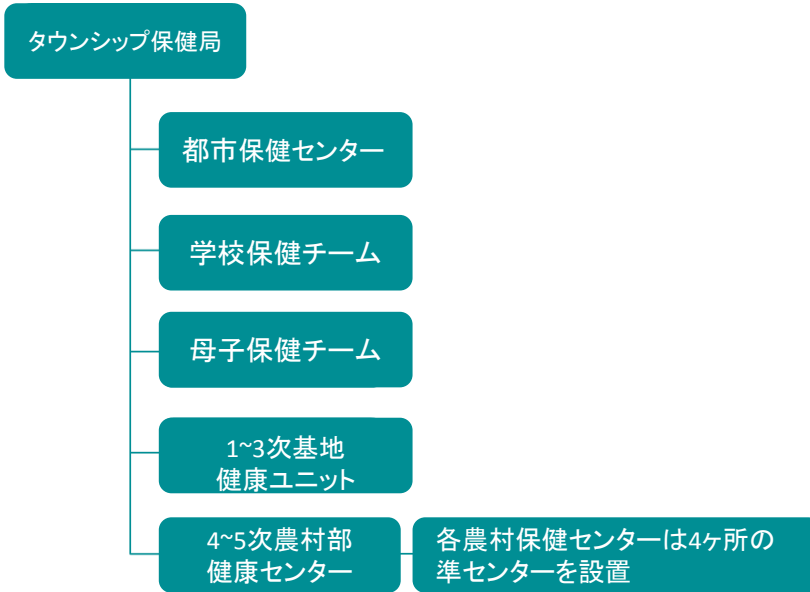 タウンシップ保健局
都市保健センター
学校保健チーム
母子保健チーム
1~3次基地
健康ユニット
4~5次農村部
健康センター
各農村保健センターは4ヶ所の
準センターを設置